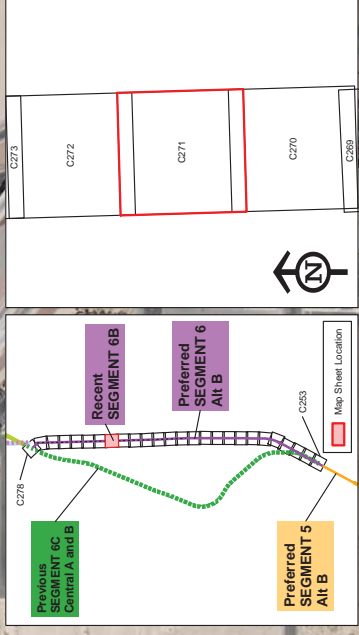 C273
C272
C271
C270
C269
N
C278
Previous
SEGMENT 6C
Central A and B
Recent
SEGMENT 6B
Preferred
SEGMENT 6
Alt B
C253
Preferred
SEGMENT 5
Alt B
Map Sheet Location